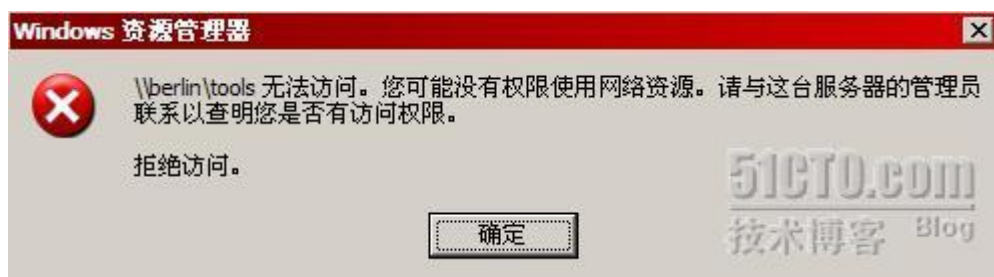 Windows 资源管理器
\\berlin\tools 无法访问。您可能没有权限使用网络资源。请与这台服务器的管理员
联系以查明您是否有访问权限。
拒绝访问。
确定
51CTO.com
技术博客 Blog